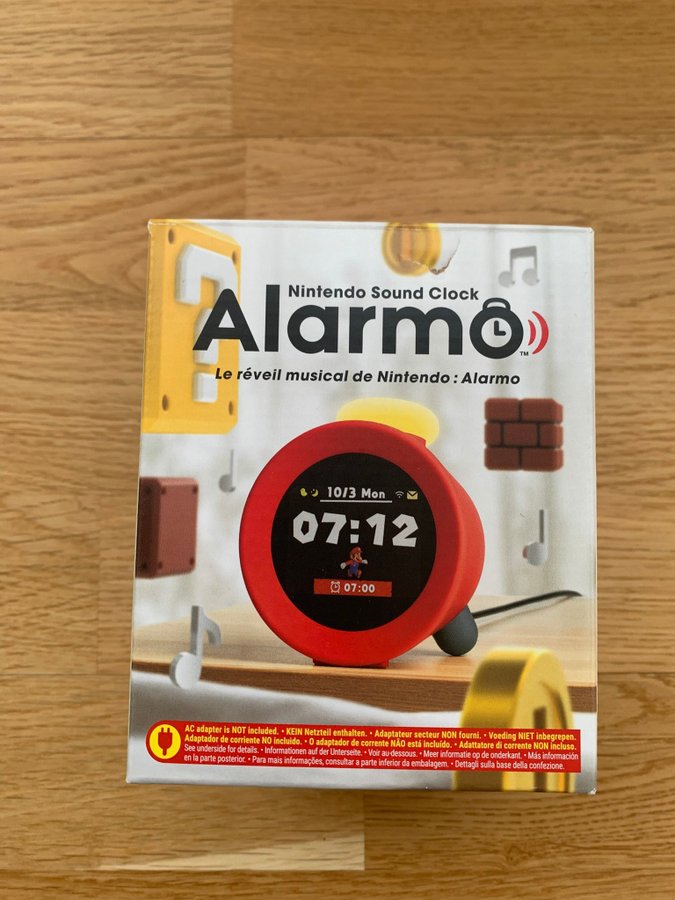 Nintendo Sound Clock
Alarmo™
Le réveil musical de Nintendo : Alarmo
10/3 Mon
07:12
07:00
AC adapter is NOT included. • KEIN Netzteil enthalten. • Adaptateur secteur NON fourni. • Voeding NIET inbegrepen.
Adaptador de corriente NO incluido. • O adaptador de corrente NÃO está incluído. • Adattatore di corrente NON incluso.
See underside for details. • Informationen auf der Unterseite. • Voir au-dessous. • Meer informatie op de onderkant. • Más información
en la parte posterior. • Para mais informações, consultar a parte inferior da embalagem. • Dettagli sulla base della confezione.